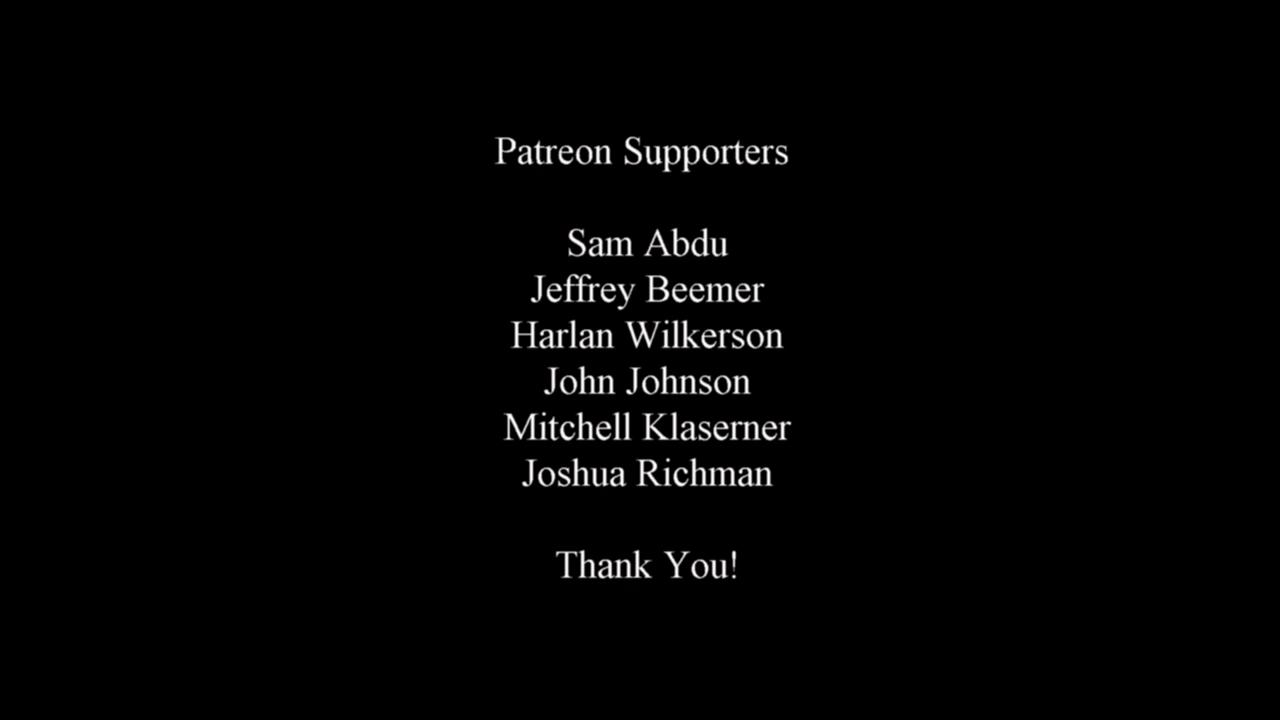 Patreon Supporters
Sam Abdu
Jeffrey Beemer
Harlan Wilkerson
John Johnson
Mitchell Klaserner
Joshua Richman
Thank You!